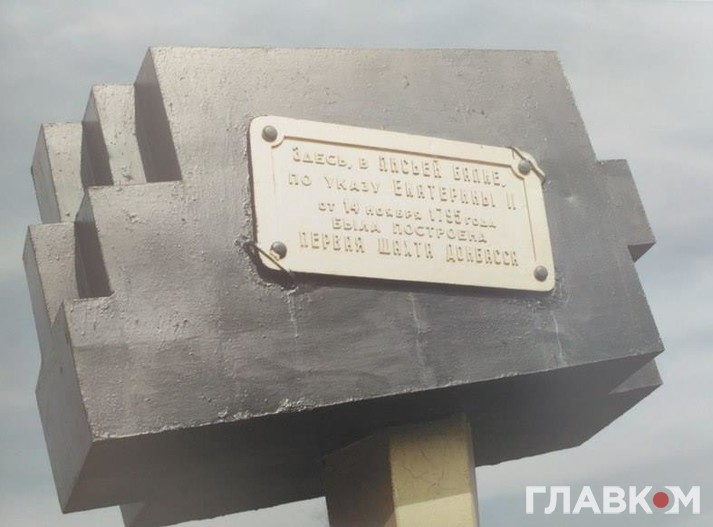 ЗДЕСЬ, В ЛИСЬЕЙ БАЛКЕ,
ПО УКАЗУ ЕКАТЕРИНЫ II
ОТ 14 НОЯБРЯ 1795 ГОДА
БЫЛА ПОСТРОЕНА
ПЕРВАЯ ШАХТА ДОНБАССА
ГЛАВКОМ